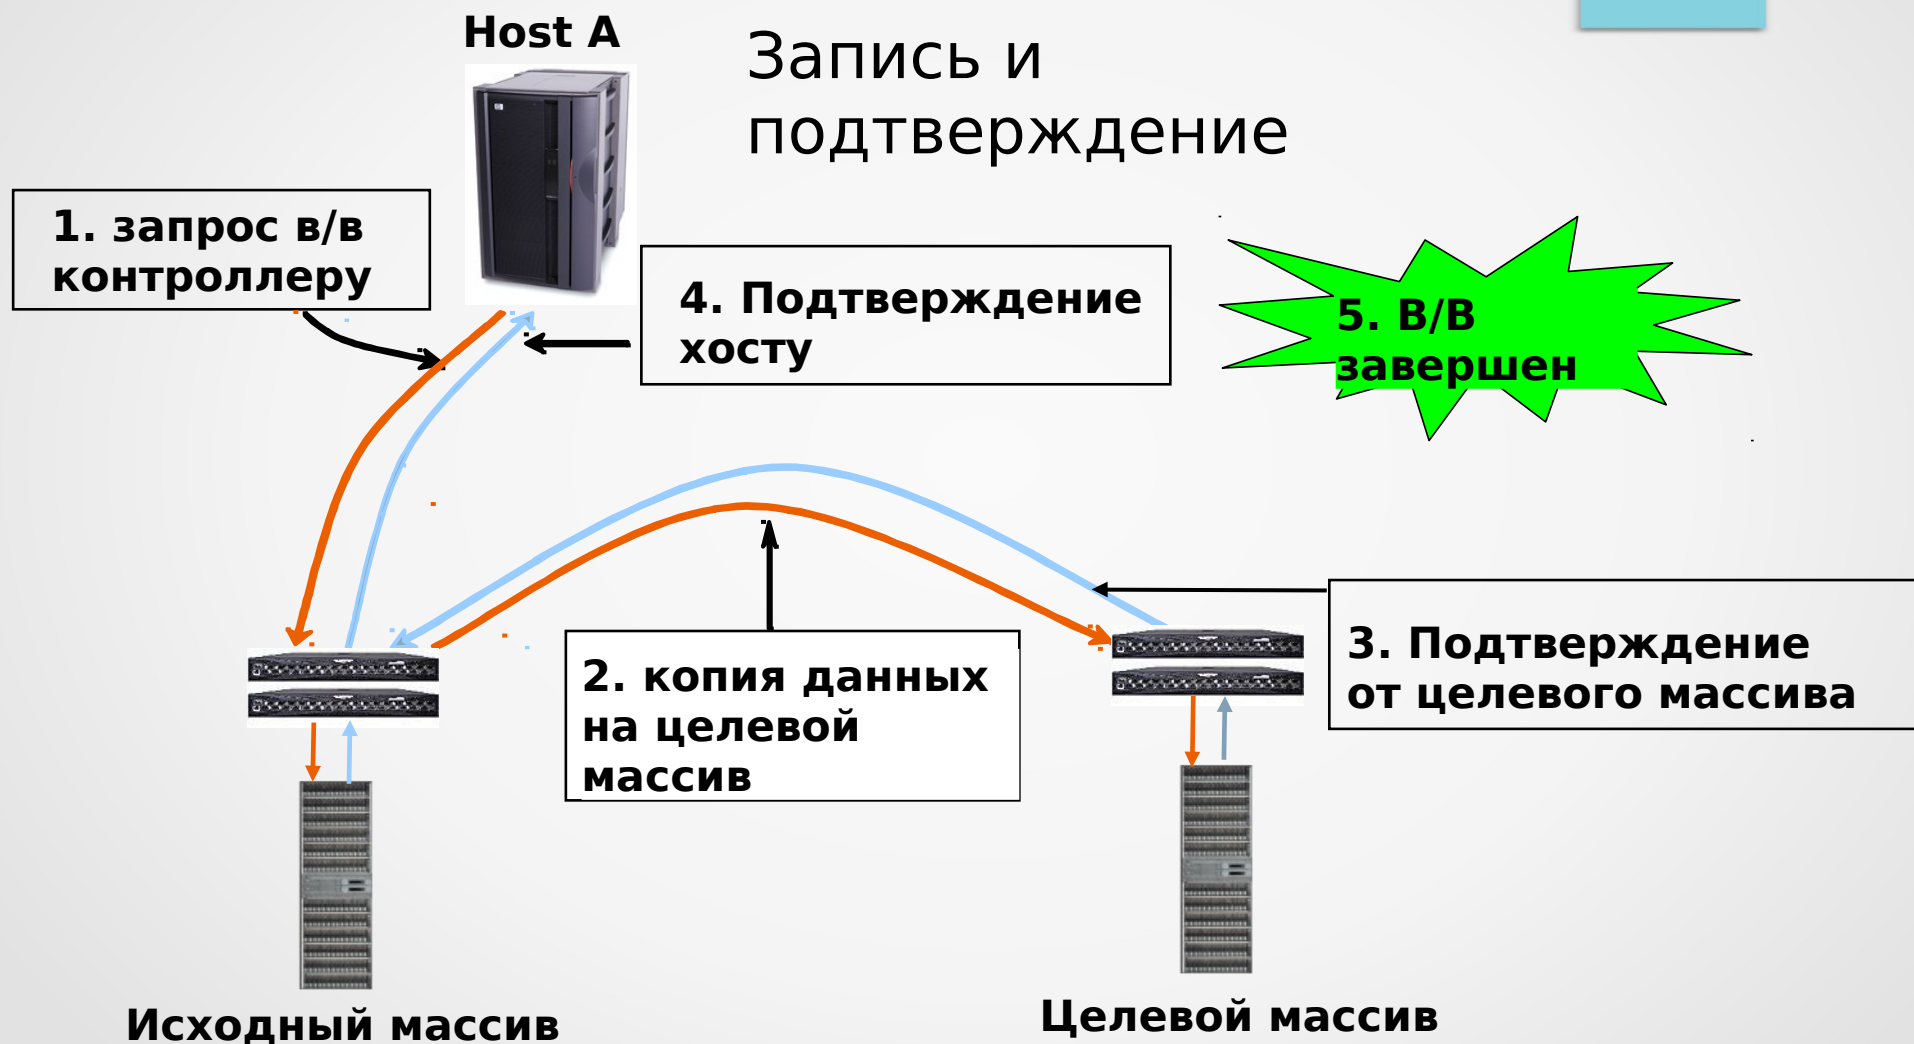 Host A
Запись и
подтверждение
1. запрос в/в
контроллеру
4. Подтверждение
хосту
5. В/В
завершен
2. копия данных
на целевой
массив
3. Подтверждение
от целевого массива
Исходный массив
Целевой массив